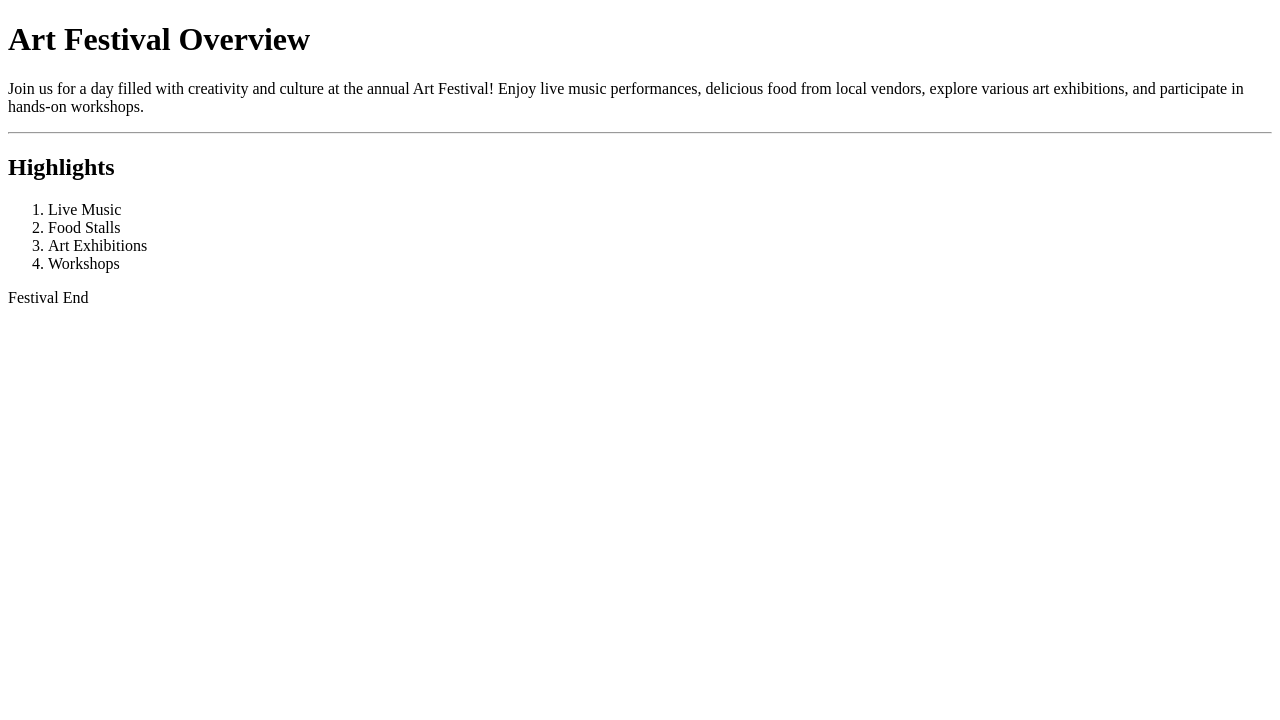 Art Festival Overview
Join us for a day filled with creativity and culture at the annual Art Festival! Enjoy live music performances, delicious food from local vendors, explore various art exhibitions, and participate in
hands-on workshops.
Highlights
1. Live Music
2. Food Stalls
3. Art Exhibitions
4. Workshops
Festival End